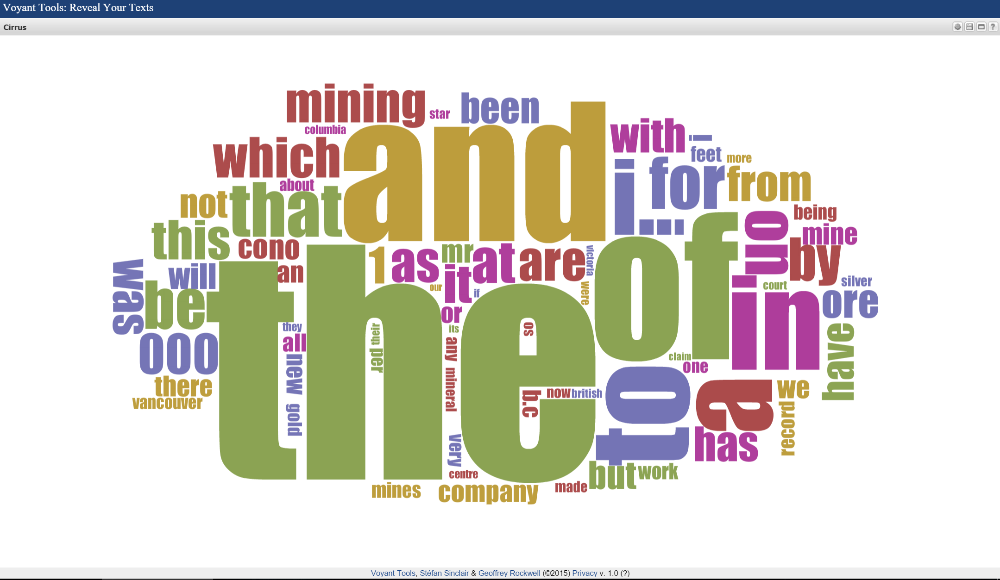 Voyant Tools: Reveal Your Texts
Cirrus
mining
star
been
columbia
and
with
i
which
feet
more
about
i...
for
from
not
that
being
this
cono
on
mine
1
as
mr
at
are
victoria
of
by
was
will
an
the
it
our
if
were
in
court
silver
be
or
ore
they
its
os
have
000
all
their
any
claim
one
there
new
per
mineral
to
a
we
vancouver
gold
b.c
now
british
record
very
has
centre
but
work
mines
company
made
Voyant Tools, Stéfan Sinclair & Geoffrey Rockwell (©2015) Privacy v. 1.0 (?)